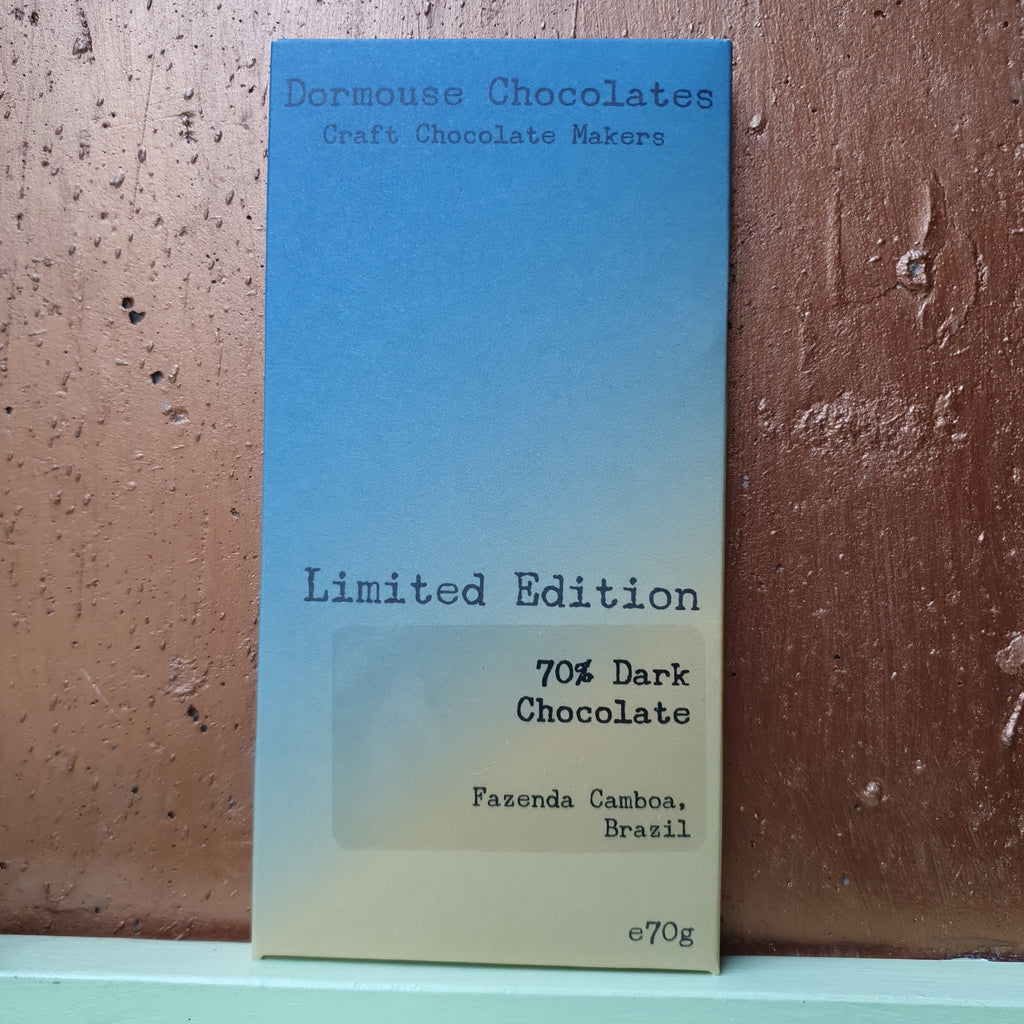 Dormouse Chocolates
Craft Chocolate Makers
Limited Edition
70% Dark
Chocolate
Fazenda Camboa,
Brazil
e70g